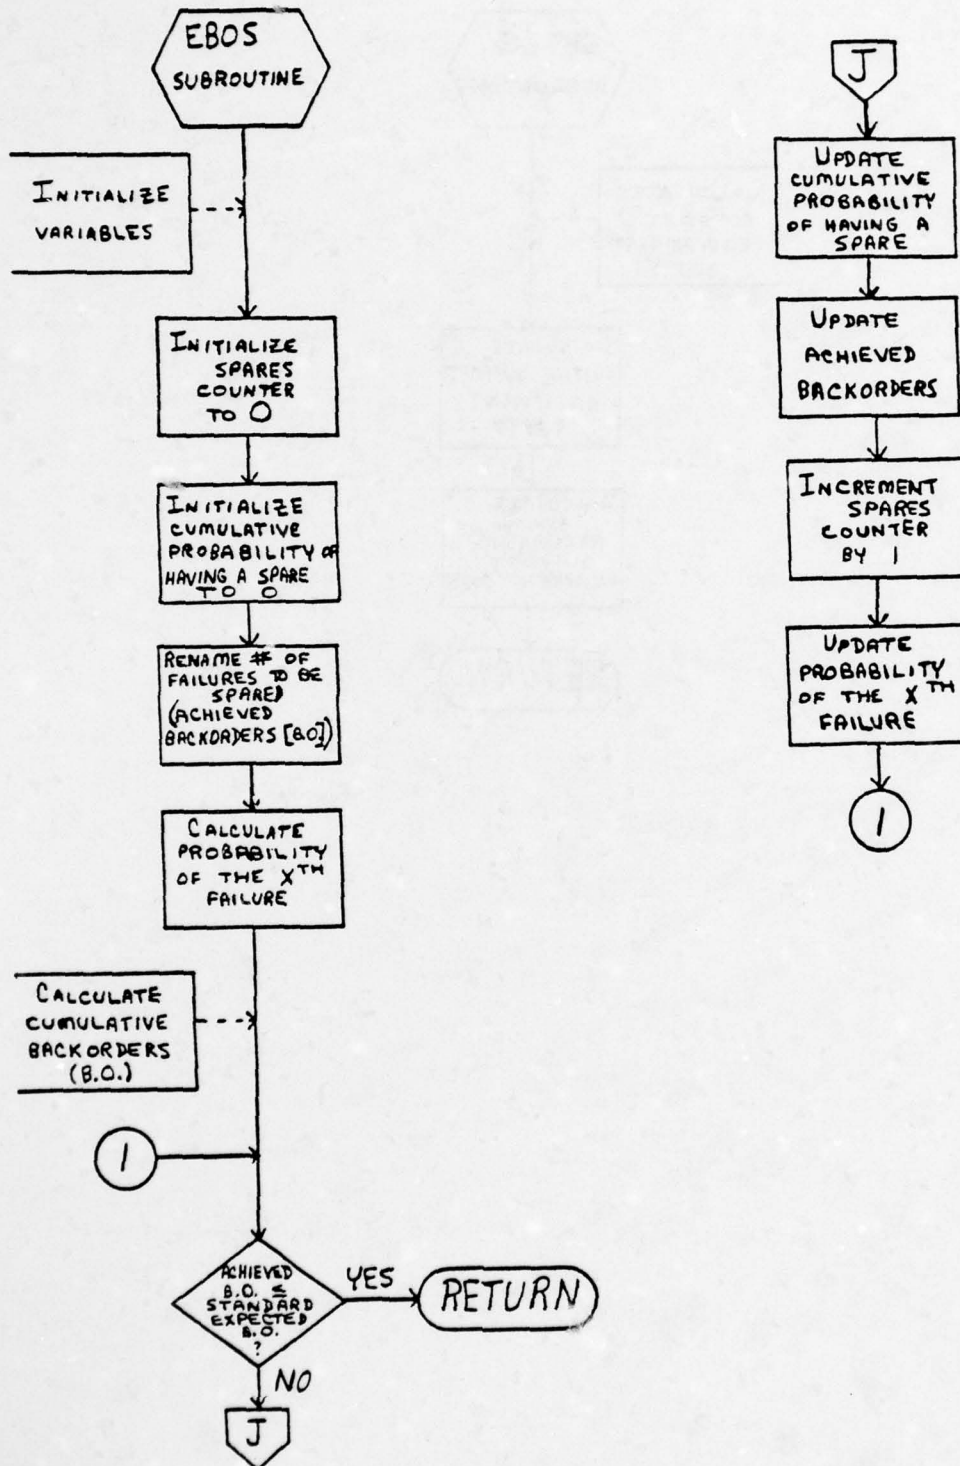 EBOS
SUBROUTINE
INITIALIZE
VARIABLES
INITIALIZE
SPARES
COUNTER
TO 0
INITIALIZE
CUMULATIVE
PROBABILITY OF
HAVING A SPARE
TO 0
RENAME # OF
FAILURES TO BE
SPARED
(ACHIEVED
BACKORDERS [B.O])
CALCULATE
PROBABILITY
OF THE XTH
FAILURE
CALCULATE
CUMULATIVE
BACKORDERS
(B.O.)
1
ACHIEVED
B.O. ≤
STANDARD
EXPECTED
B.O.
?
YES
RETURN
NO
J
J
UPDATE
CUMULATIVE
PROBABILITY
OF HAVING A
SPARE
UPDATE
ACHIEVED
BACKORDERS
INCREMENT
SPARES
COUNTER
BY 1
UPDATE
PROBABILITY
OF THE XTH
FAILURE
1